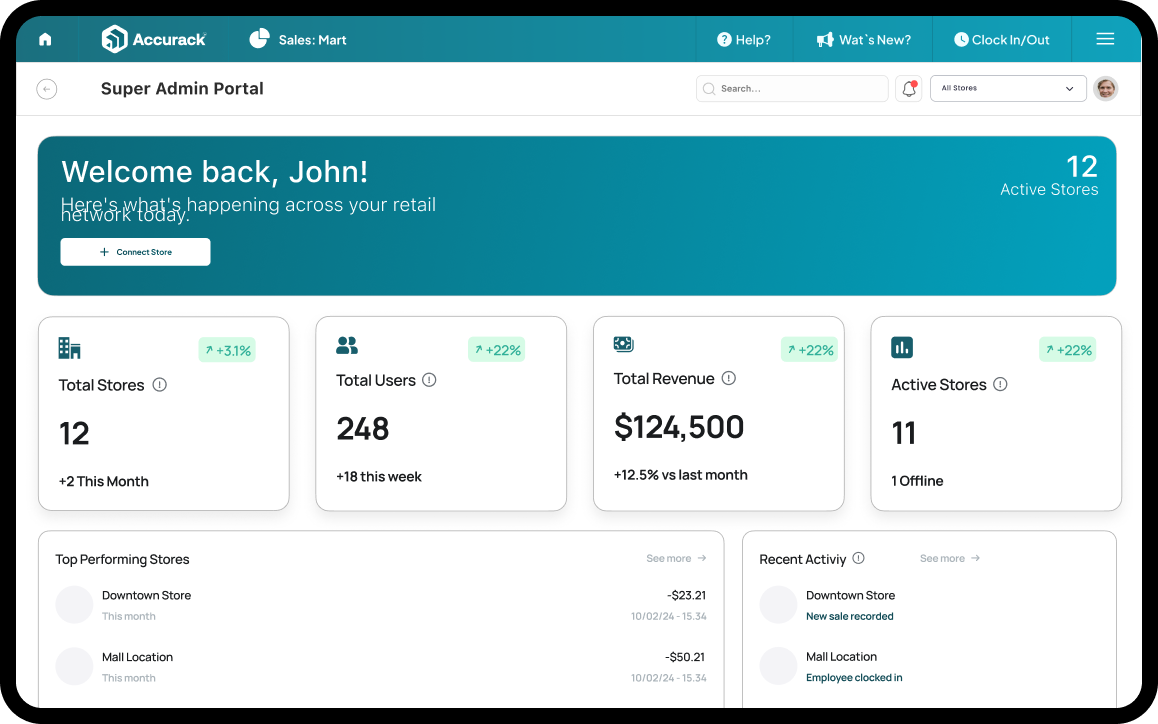 Accurack
Sales: Mart
Help?
Wat`s New?
Clock In/Out
Super Admin Portal
Search...
All Stores
Welcome back, John!
Here's what's happening across your retail
network today.
Connect Store
12
Active Stores
+3.1%
Total Stores
12
+2 This Month
+22%
Total Users
248
+18 this week
+22%
Total Revenue
$124,500
+12.5% vs last month
+22%
Active Stores
11
1 Offline
Top Performing Stores
See more
Downtown Store
-$23.21
This month
10/02/24 - 15.34
Mall Location
-$50.21
This month
10/02/24 - 15.34
Recent Activiy
See more
Downtown Store
New sale recorded
Mall Location
Employee clocked in